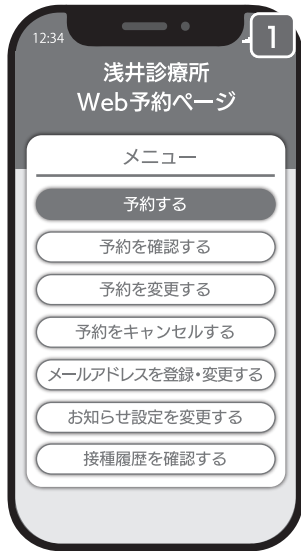 12:34
1
浅井診療所
Web予約ページ
メニュー
予約する
予約を確認する
予約を変更する
予約をキャンセルする
メールアドレスを登録・変更する
お知らせ設定を変更する
接種履歴を確認する